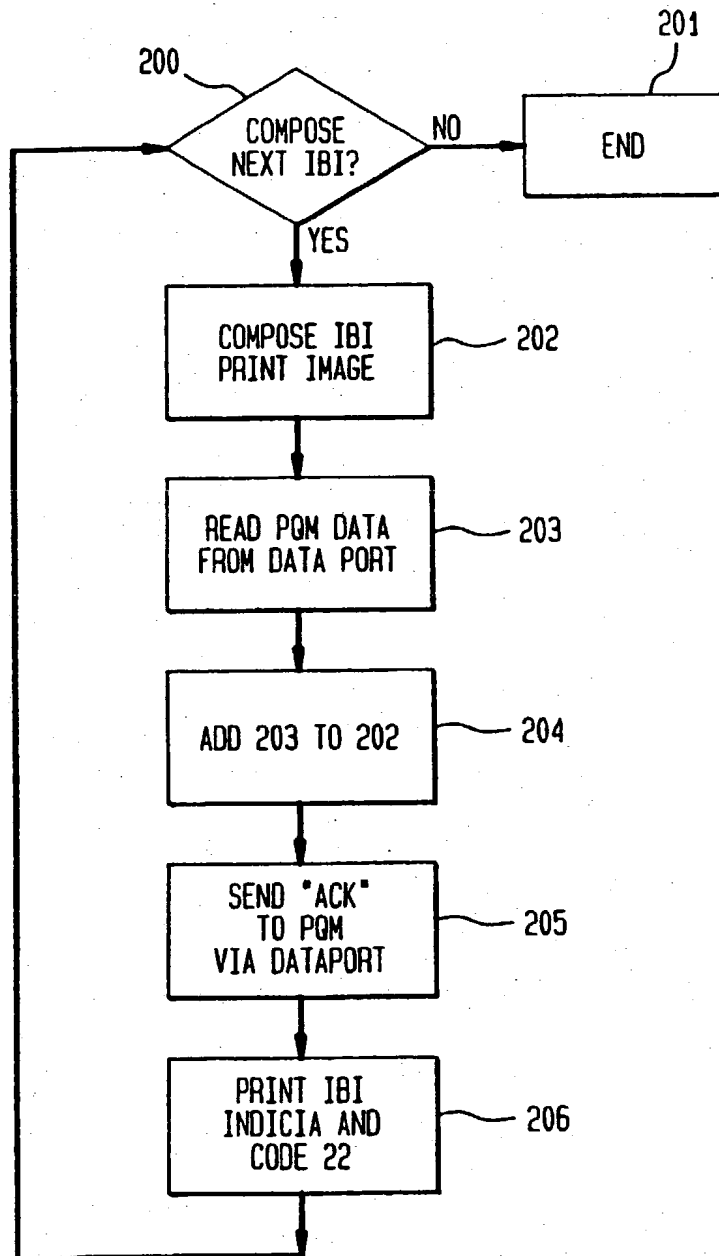 200
201
COMPOSE
NEXT IBI?
NO
END
YES
COMPOSE IBI
PRINT IMAGE
202
READ PQM DATA
FROM DATA PORT
203
ADD 203 TO 202
204
SEND "ACK"
TO PQM
VIA DATAPORT
205
PRINT IBI
INDICIA AND
CODE 22
206